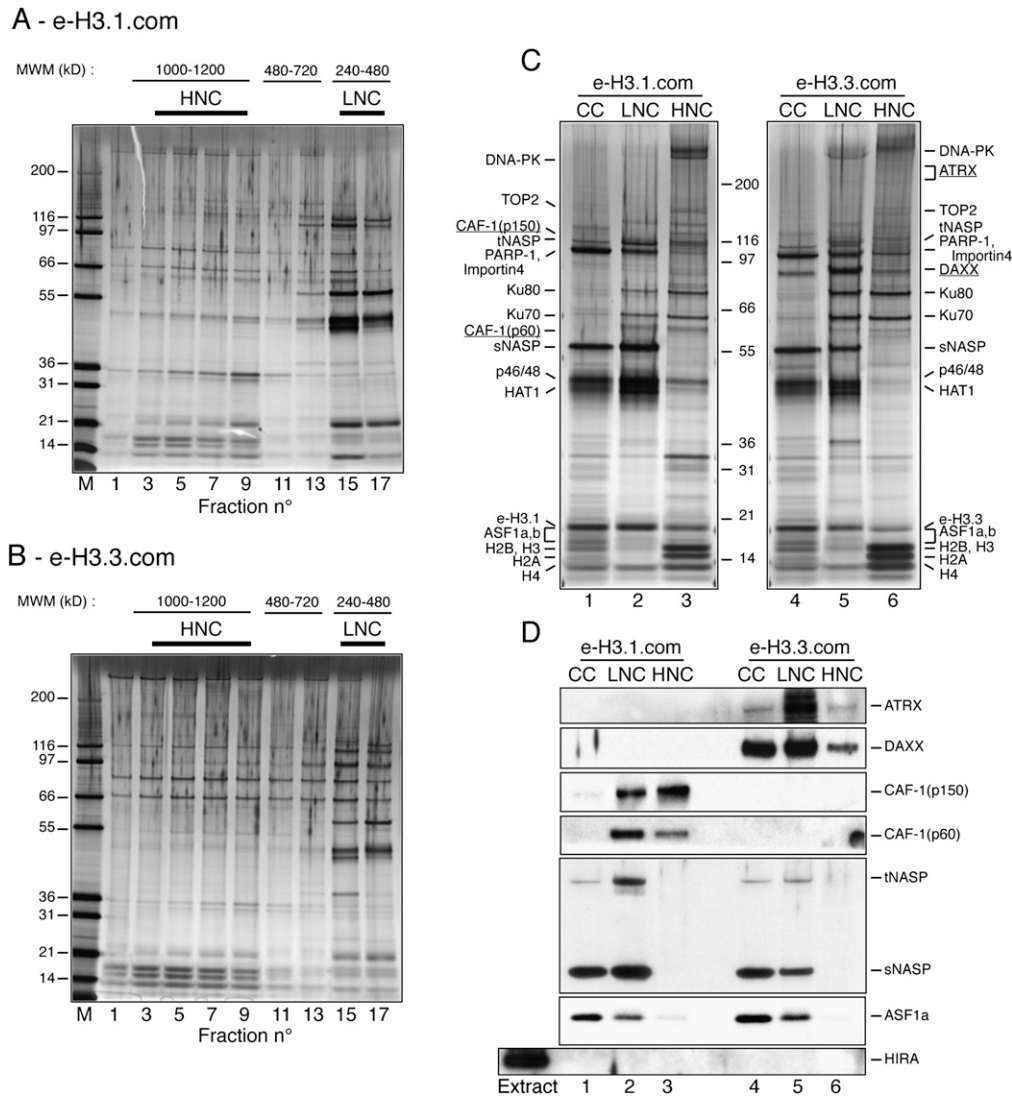 A - e-H3.1.com
MWM (kD) :
1000-1200
480-720
240-480
HNC
LNC
200
116
97
66
55
36
31
21
14
M 1 3 5 7 9 11 13 15 17
Fraction n°
B - e-H3.3.com
MWM (kD) :
1000-1200
480-720
240-480
HNC
LNC
200
116
97
66
55
36
31
21
14
M 1 3 5 7 9 11 13 15 17
Fraction n°
C
e-H3.1.com
e-H3.3.com
CC LNC HNC
CC LNC HNC
DNA-PK
TOP2
CAF-1(p150)
tNASP
PARP-1,
Importin4
Ku80
Ku70
CAF-1(p60)
sNASP
p46/48
HAT1
e-H3.1
ASF1a,b
H2B, H3
H2A
H4
200
116
97
66
55
36
31
21
14
DNA-PK
ATRX
TOP2
tNASP
PARP-1,
Importin4
DAXX
Ku80
Ku70
sNASP
p46/48
HAT1
e-H3.3
ASF1a,b
H2B, H3
H2A
H4
1 2 3
4 5 6
D
e-H3.1.com
e-H3.3.com
CC LNC HNC
CC LNC HNC
ATRX
DAXX
CAF-1(p150)
CAF-1(p60)
tNASP
sNASP
ASF1a
HIRA
Extract 1 2 3 4 5 6